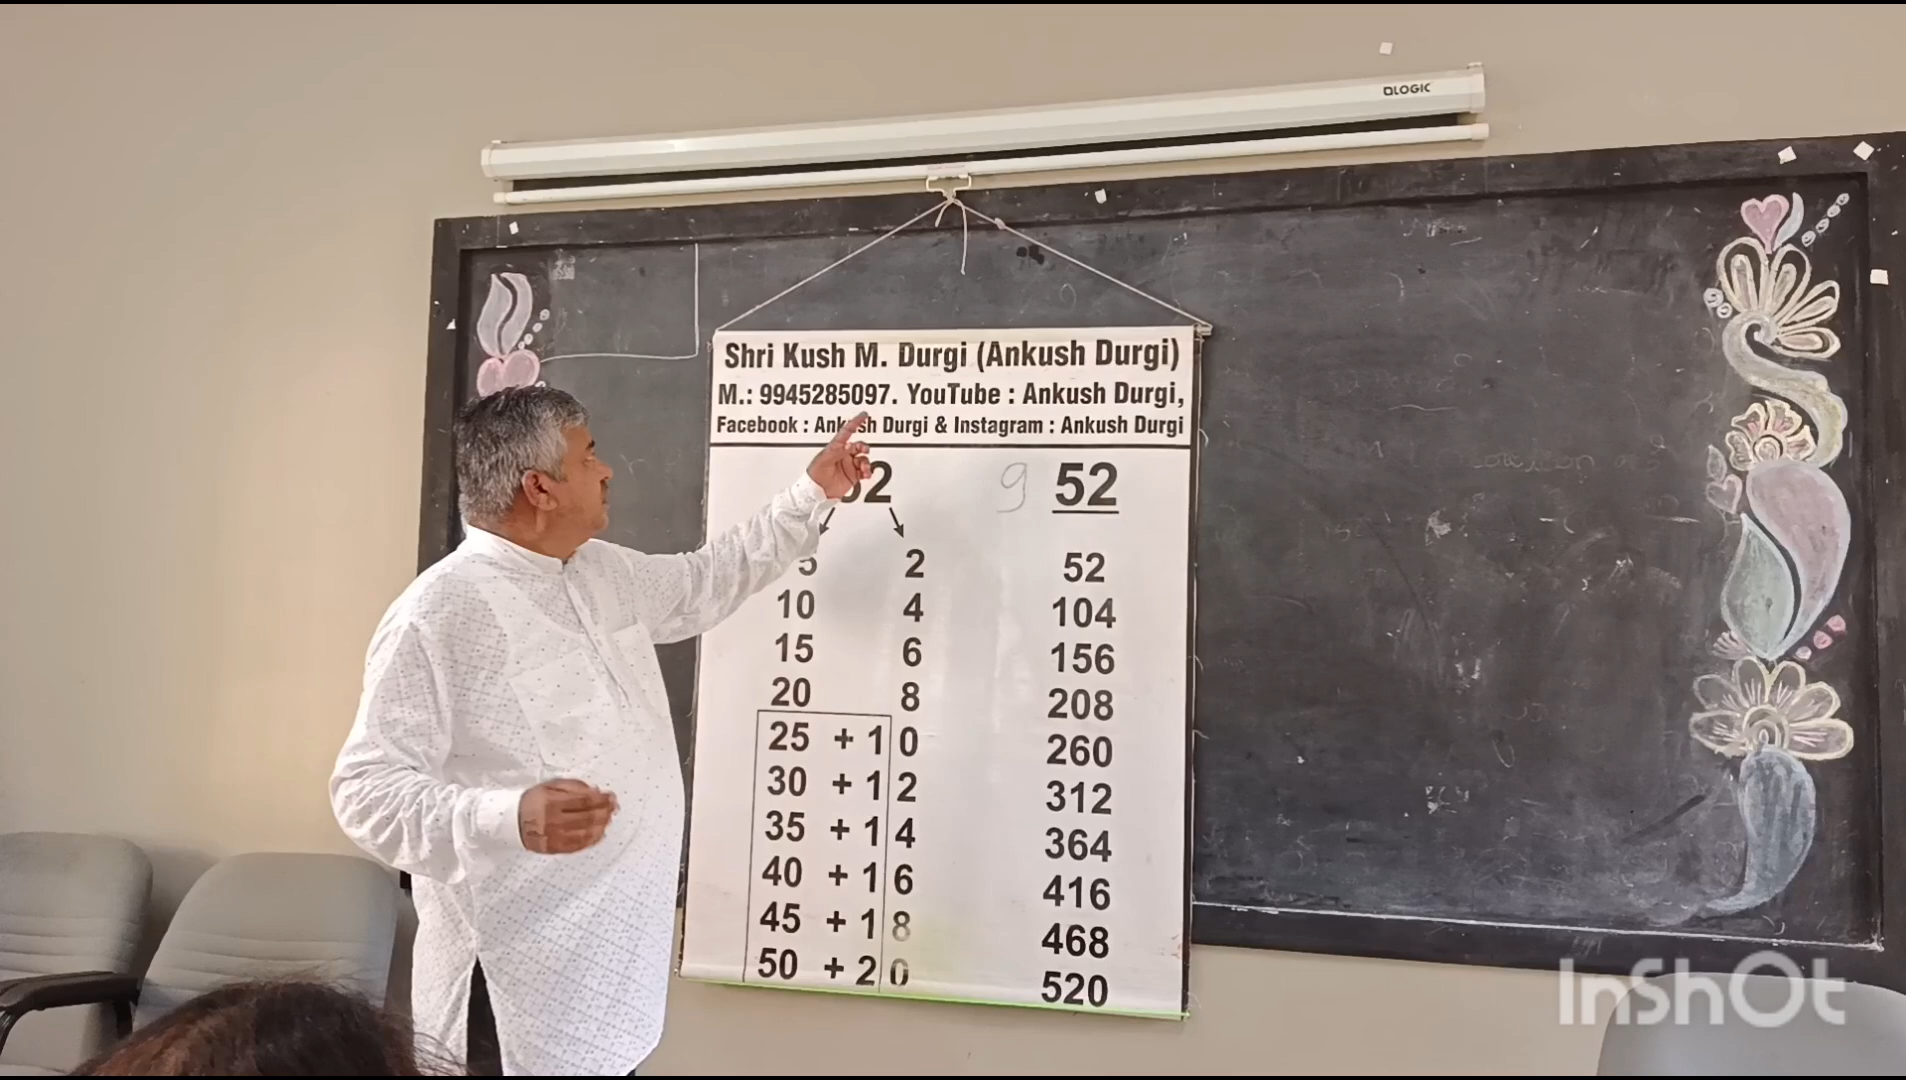 QLOGIC
Shri Kush M. Durgi (Ankush Durgi)
M.: 9945285097. YouTube : Ankush Durgi,
Facebook : Ankush Durgi & Instagram : Ankush Durgi
52 9 52
5 2 52
10 4 104
15 6 156
20 8 208
25 + 1 0 260
30 + 1 2 312
35 + 1 4 364
40 + 1 6 416
45 + 1 8 468
50 + 2 0 520
InShOt